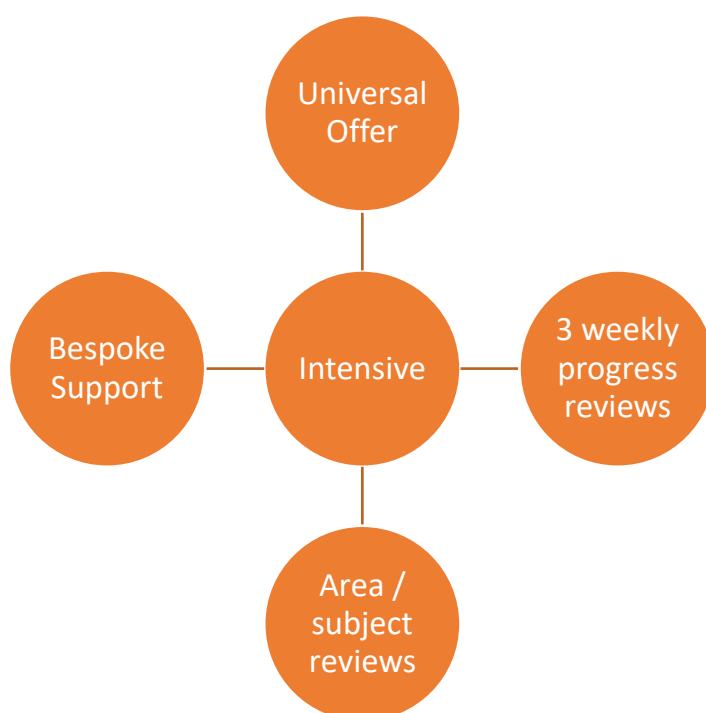 Universal
Offer
Bespoke
Support
Intensive
3 weekly
progress
reviews
Area /
subject
reviews